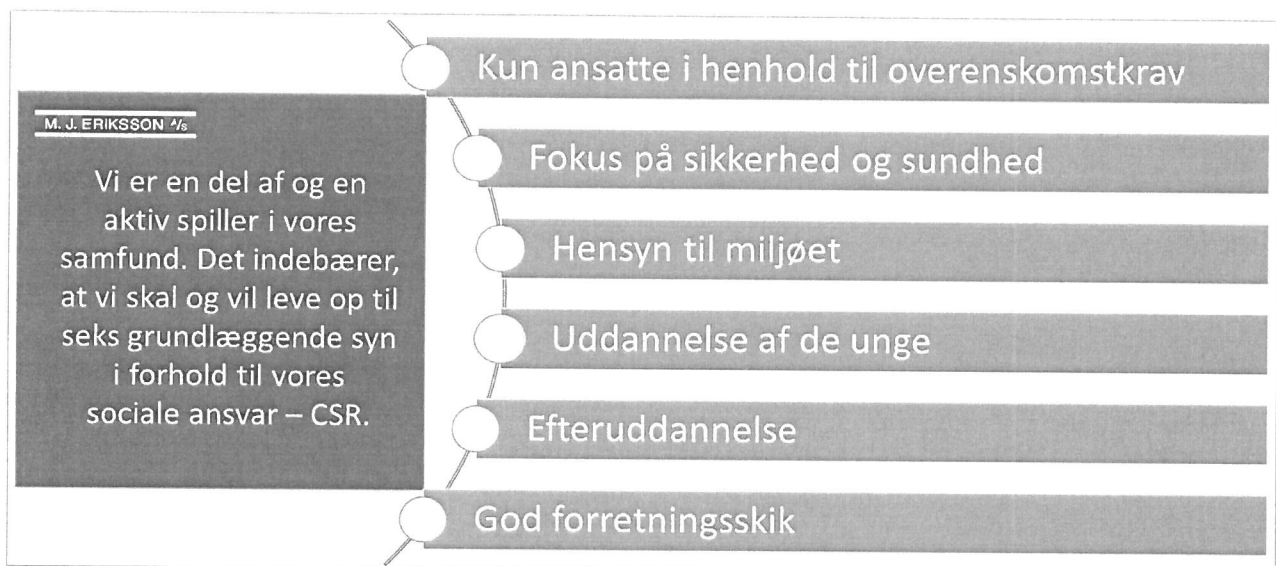 M. J. ERIKSSON A/S
Vi er en del af og en
aktiv spiller i vores
samfund. Det indebærer,
at vi skal og vil leve op til
seks grundlæggende syn
i forhold til vores
sociale ansvar – CSR.
Kun ansatte i henhold til overenskomstkrav
Fokus på sikkerhed og sundhed
Hensyn til miljøet
Uddannelse af de unge
Efteruddannelse
God forretningsskik